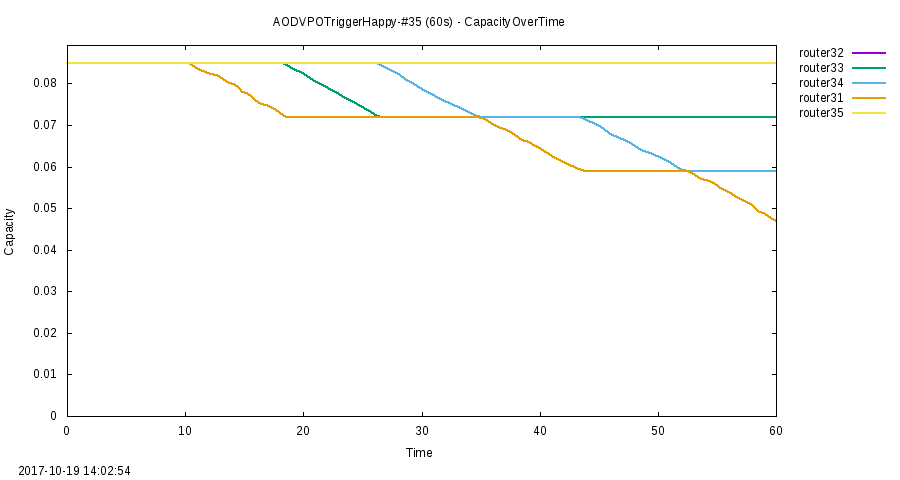 AODVPOTriggerHappy-#35 (60s) - CapacityOverTime
router32
router33
router34
router31
router35
0.08
0.07
0.06
0.05
0.04
0.03
0.02
0.01
0
Capacity
0 10 20 30 40 50 60
Time
2017-10-19 14:02:54